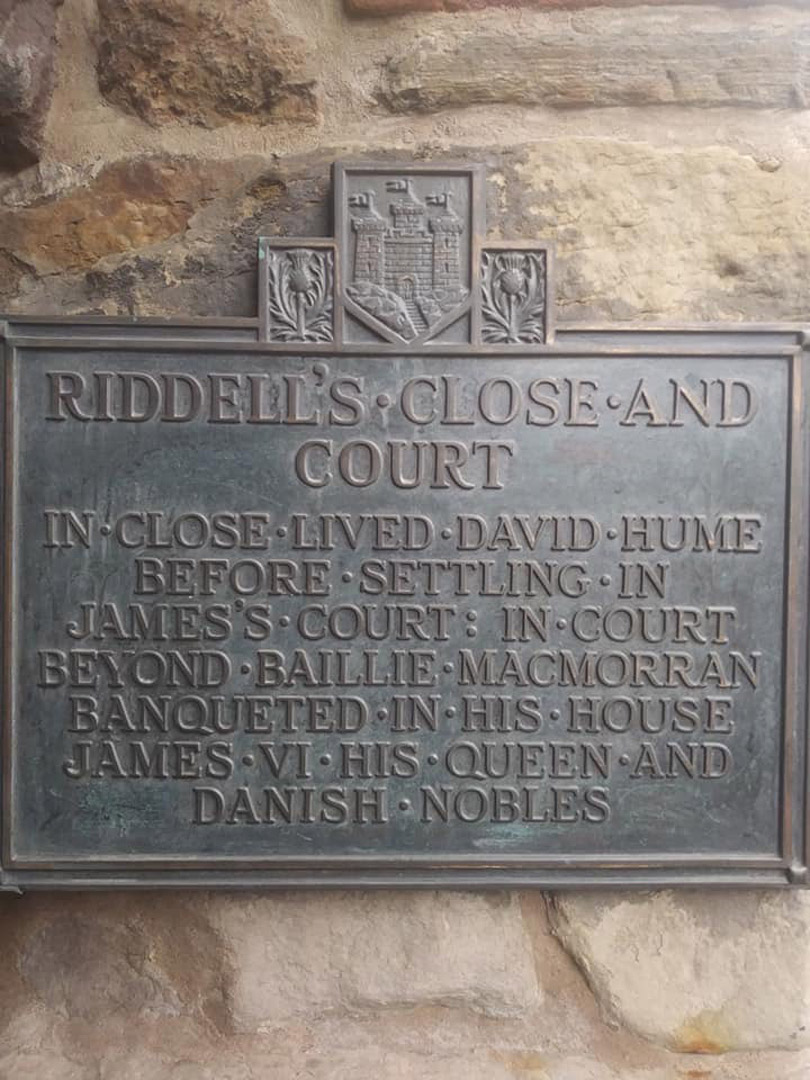 RIDDELL'S·CLOSE·AND
COURT
IN·CLOSE·LIVED·DAVID·HUME
BEFORE·SETTLING·IN
JAMES'S·COURT: IN·COURT
BEYOND·BAILLIE·MACMORRAN
BANQUETED·IN·HIS·HOUSE
JAMES·VI·HIS·QUEEN·AND
DANISH·NOBLES